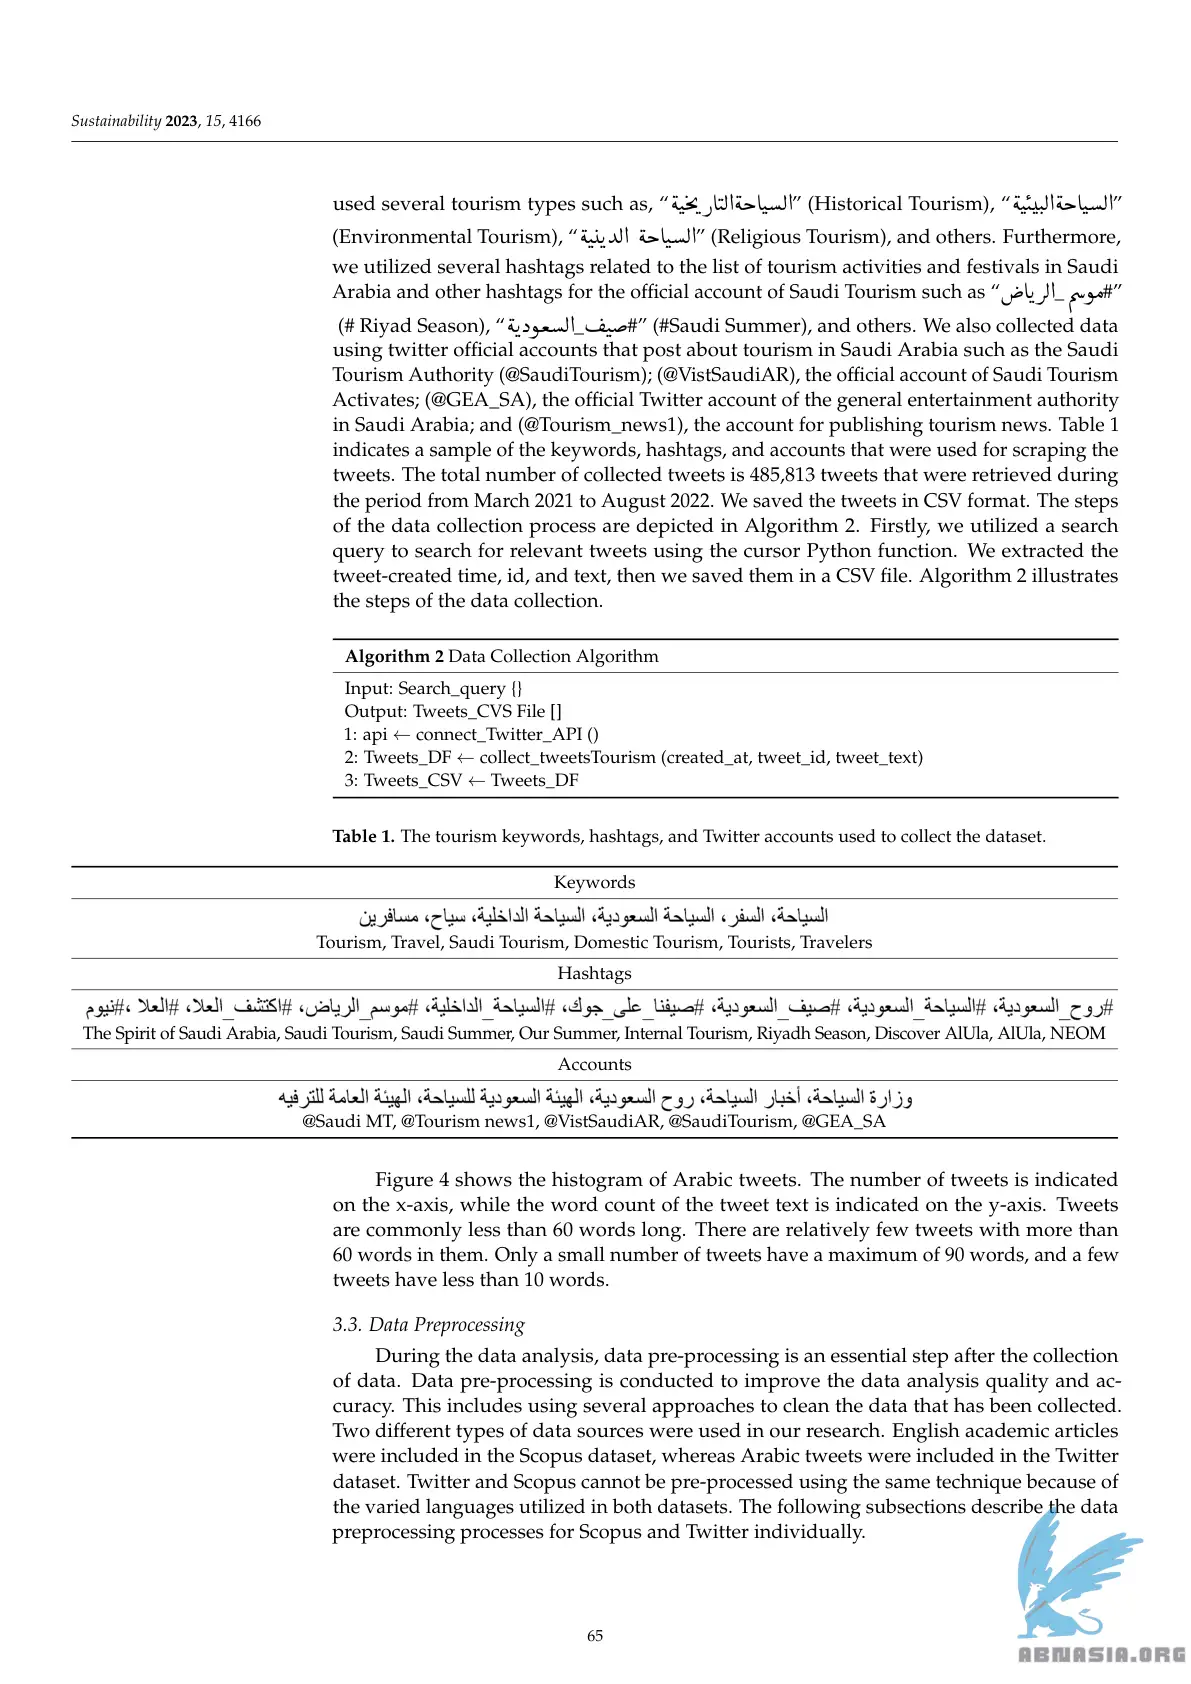 Sustainability 2023, 15, 4166
used several tourism types such as, “السياحةالتاريخية” (Historical Tourism), “السياحةالبيئية”
(Environmental Tourism), “السياحة الدينية” (Religious Tourism), and others. Furthermore,
we utilized several hashtags related to the list of tourism activities and festivals in Saudi
Arabia and other hashtags for the official account of Saudi Tourism such as “#موسم_الرياض”
(# Riyad Season), “#صيف_السعودية” (#Saudi Summer), and others. We also collected data
using twitter official accounts that post about tourism in Saudi Arabia such as the Saudi
Tourism Authority (@SaudiTourism); (@VistSaudiAR), the official account of Saudi Tourism
Activates; (@GEA_SA), the official Twitter account of the general entertainment authority
in Saudi Arabia; and (@Tourism_news1), the account for publishing tourism news. Table 1
indicates a sample of the keywords, hashtags, and accounts that were used for scraping the
tweets. The total number of collected tweets is 485,813 tweets that were retrieved during
the period from March 2021 to August 2022. We saved the tweets in CSV format. The steps
of the data collection process are depicted in Algorithm 2. Firstly, we utilized a search
query to search for relevant tweets using the cursor Python function. We extracted the
tweet-created time, id, and text, then we saved them in a CSV file. Algorithm 2 illustrates
the steps of the data collection.
Algorithm 2 Data Collection Algorithm
Input: Search_query {}
Output: Tweets_CVS File []
1: api ← connect_Twitter_API ()
2: Tweets_DF ← collect_tweetsTourism (created_at, tweet_id, tweet_text)
3: Tweets_CSV ← Tweets_DF
Table 1. The tourism keywords, hashtags, and Twitter accounts used to collect the dataset.
Keywords
السياحة، السفر، السياحة السعودية، السياحة الداخلية، سياح، مسافرين
Tourism, Travel, Saudi Tourism, Domestic Tourism, Tourists, Travelers
Hashtags
#روح_السعودية، #السياحة_السعودية، #صيف_السعودية، #صيفنا_على_جوك، #السياحة_الداخلية، #موسم_الرياض، #اكتشف_العلا، #العلا ،#نيوم
The Spirit of Saudi Arabia, Saudi Tourism, Saudi Summer, Our Summer, Internal Tourism, Riyadh Season, Discover AlUla, AlUla, NEOM
Accounts
وزارة السياحة، أخبار السياحة، روح السعودية، الهيئة السعودية للسياحة، الهيئة العامة للترفيه
@Saudi MT, @Tourism news1, @VistSaudiAR, @SaudiTourism, @GEA_SA
Figure 4 shows the histogram of Arabic tweets. The number of tweets is indicated
on the x-axis, while the word count of the tweet text is indicated on the y-axis. Tweets
are commonly less than 60 words long. There are relatively few tweets with more than
60 words in them. Only a small number of tweets have a maximum of 90 words, and a few
tweets have less than 10 words.
3.3. Data Preprocessing
During the data analysis, data pre-processing is an essential step after the collection
of data. Data pre-processing is conducted to improve the data analysis quality and ac-
curacy. This includes using several approaches to clean the data that has been collected.
Two different types of data sources were used in our research. English academic articles
were included in the Scopus dataset, whereas Arabic tweets were included in the Twitter
dataset. Twitter and Scopus cannot be pre-processed using the same technique because of
the varied languages utilized in both datasets. The following subsections describe the data
preprocessing processes for Scopus and Twitter individually.
65
ABNASIA.ORG